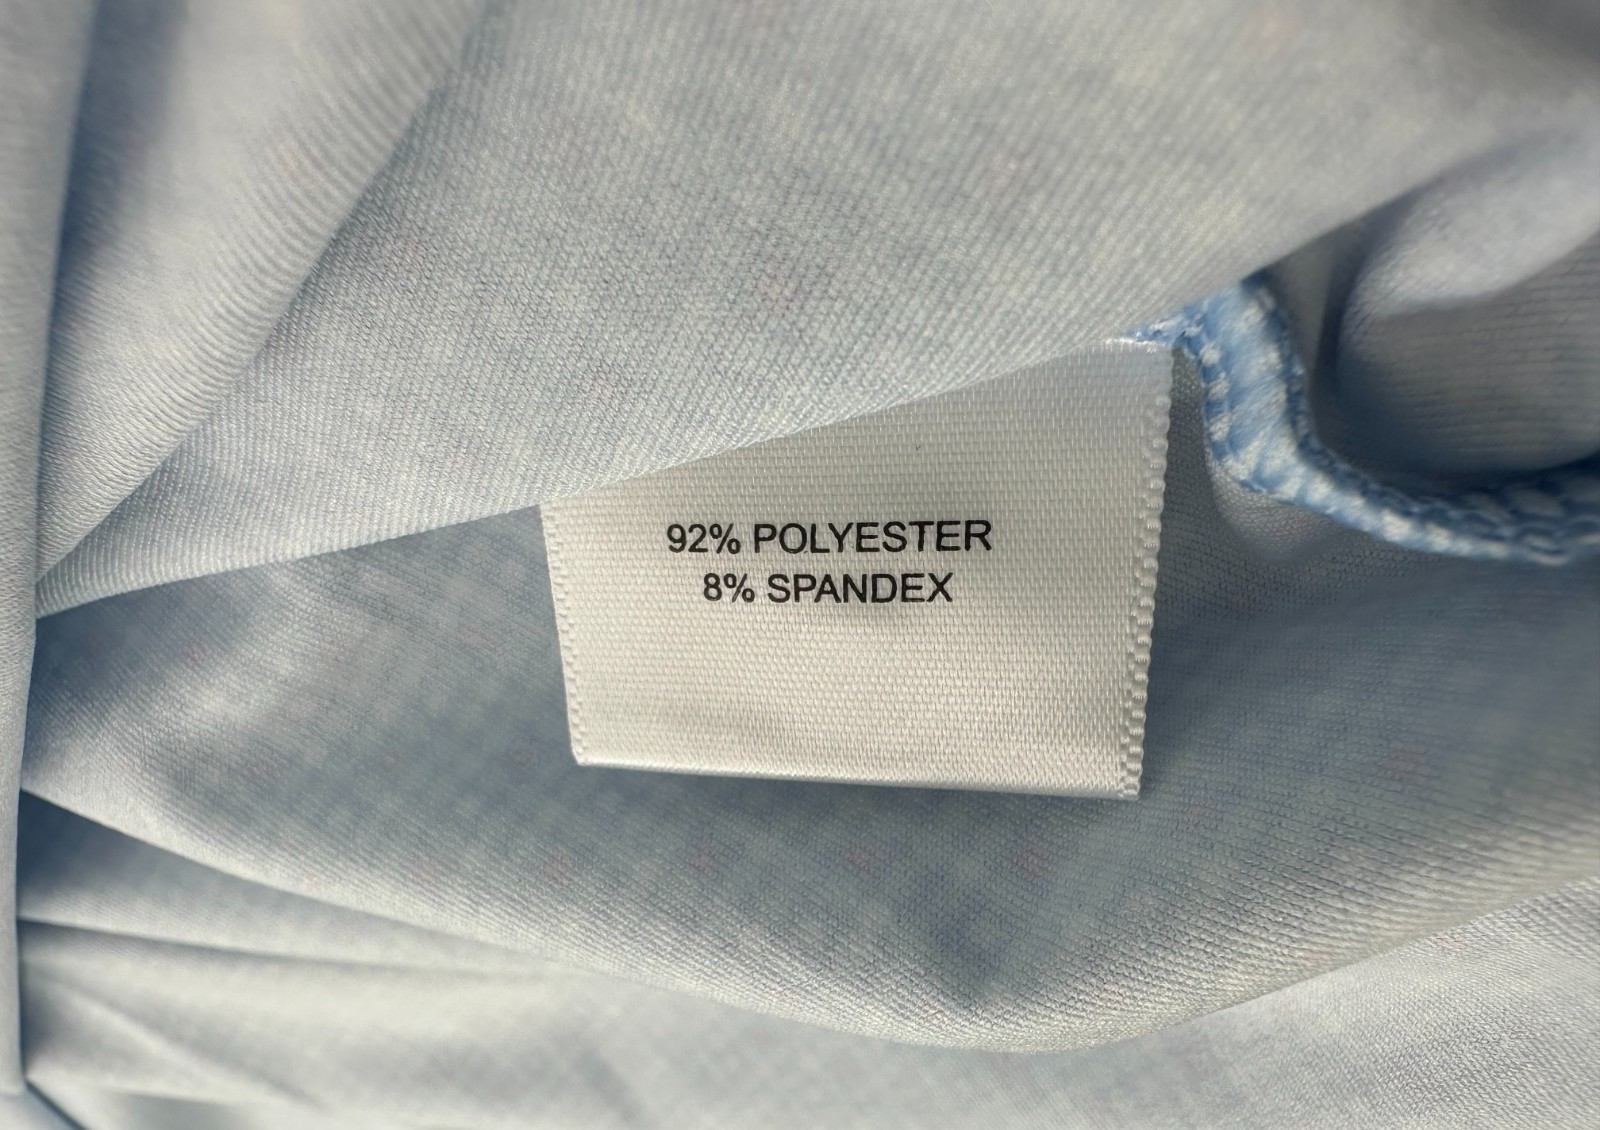 92% POLYESTER
8% SPANDEX